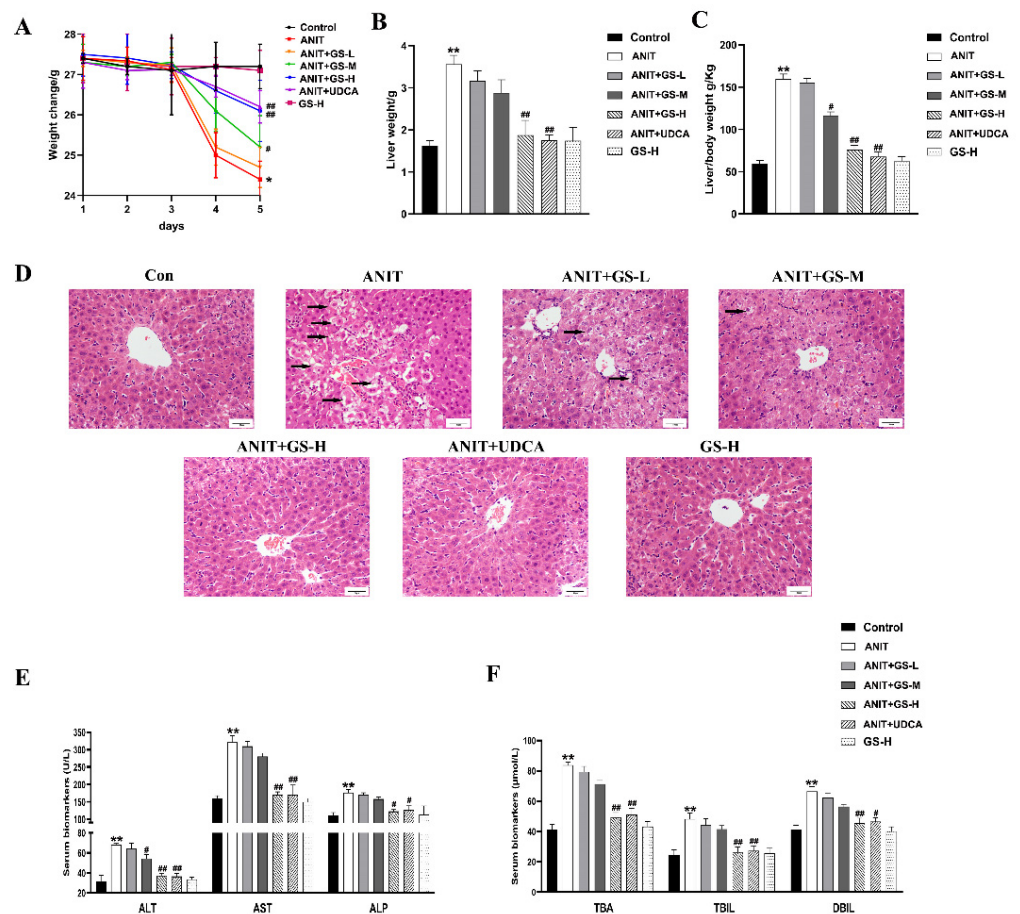 A
Weight change/g
28
27
26
25
24
1
2
3
4
5
days
##
##
#
*
Control
ANIT
ANIT+GS-L
ANIT+GS-M
ANIT+GS-H
ANIT+UDCA
GS-H
B
Liver weight/g
4
3
2
1
0
**
##
##
Control
ANIT
ANIT+GS-L
ANIT+GS-M
ANIT+GS-H
ANIT+UDCA
GS-H
C
Liver/body weight g/Kg
200
150
100
50
0
**
#
##
##
Control
ANIT
ANIT+GS-L
ANIT+GS-M
ANIT+GS-H
ANIT+UDCA
GS-H
D
Con
ANIT
ANIT+GS-L
ANIT+GS-M
ANIT+GS-H
ANIT+UDCA
GS-H
Control
ANIT
ANIT+GS-L
ANIT+GS-M
ANIT+GS-H
ANIT+UDCA
GS-H
E
Serum biomarkers (U/L)
350
300
250
200
150
100
80
60
40
20
**
#
##
##
**
##
##
**
#
#
ALT
AST
ALP
F
Serum biomarkers (μmol/L)
100
80
60
40
20
0
**
##
##
**
##
##
**
##
#
TBA
TBIL
DBIL